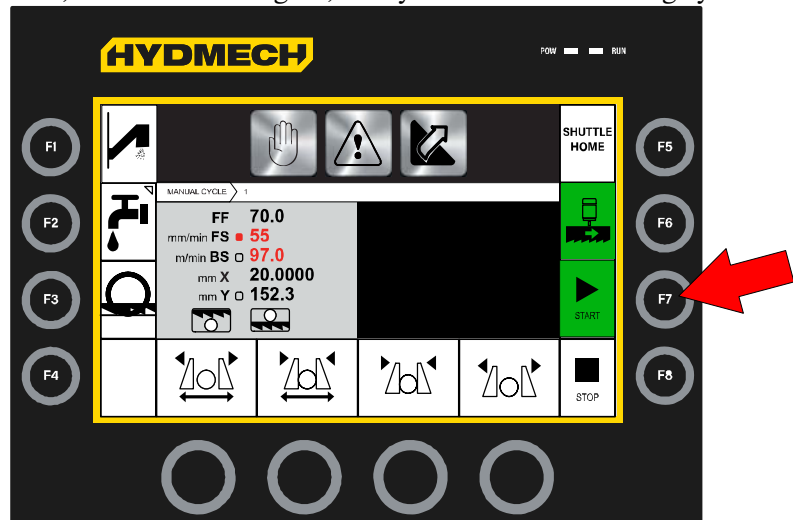 HYDMECH
POW RUN
F1
F2
F3
F4
SHUTTLE
HOME
MANUAL CYCLE 1
FF 70.0
mm/min FS 55
m/min BS 97.0
mm X 20.0000
mm Y 152.3
START
STOP
F5
F6
F7
F8